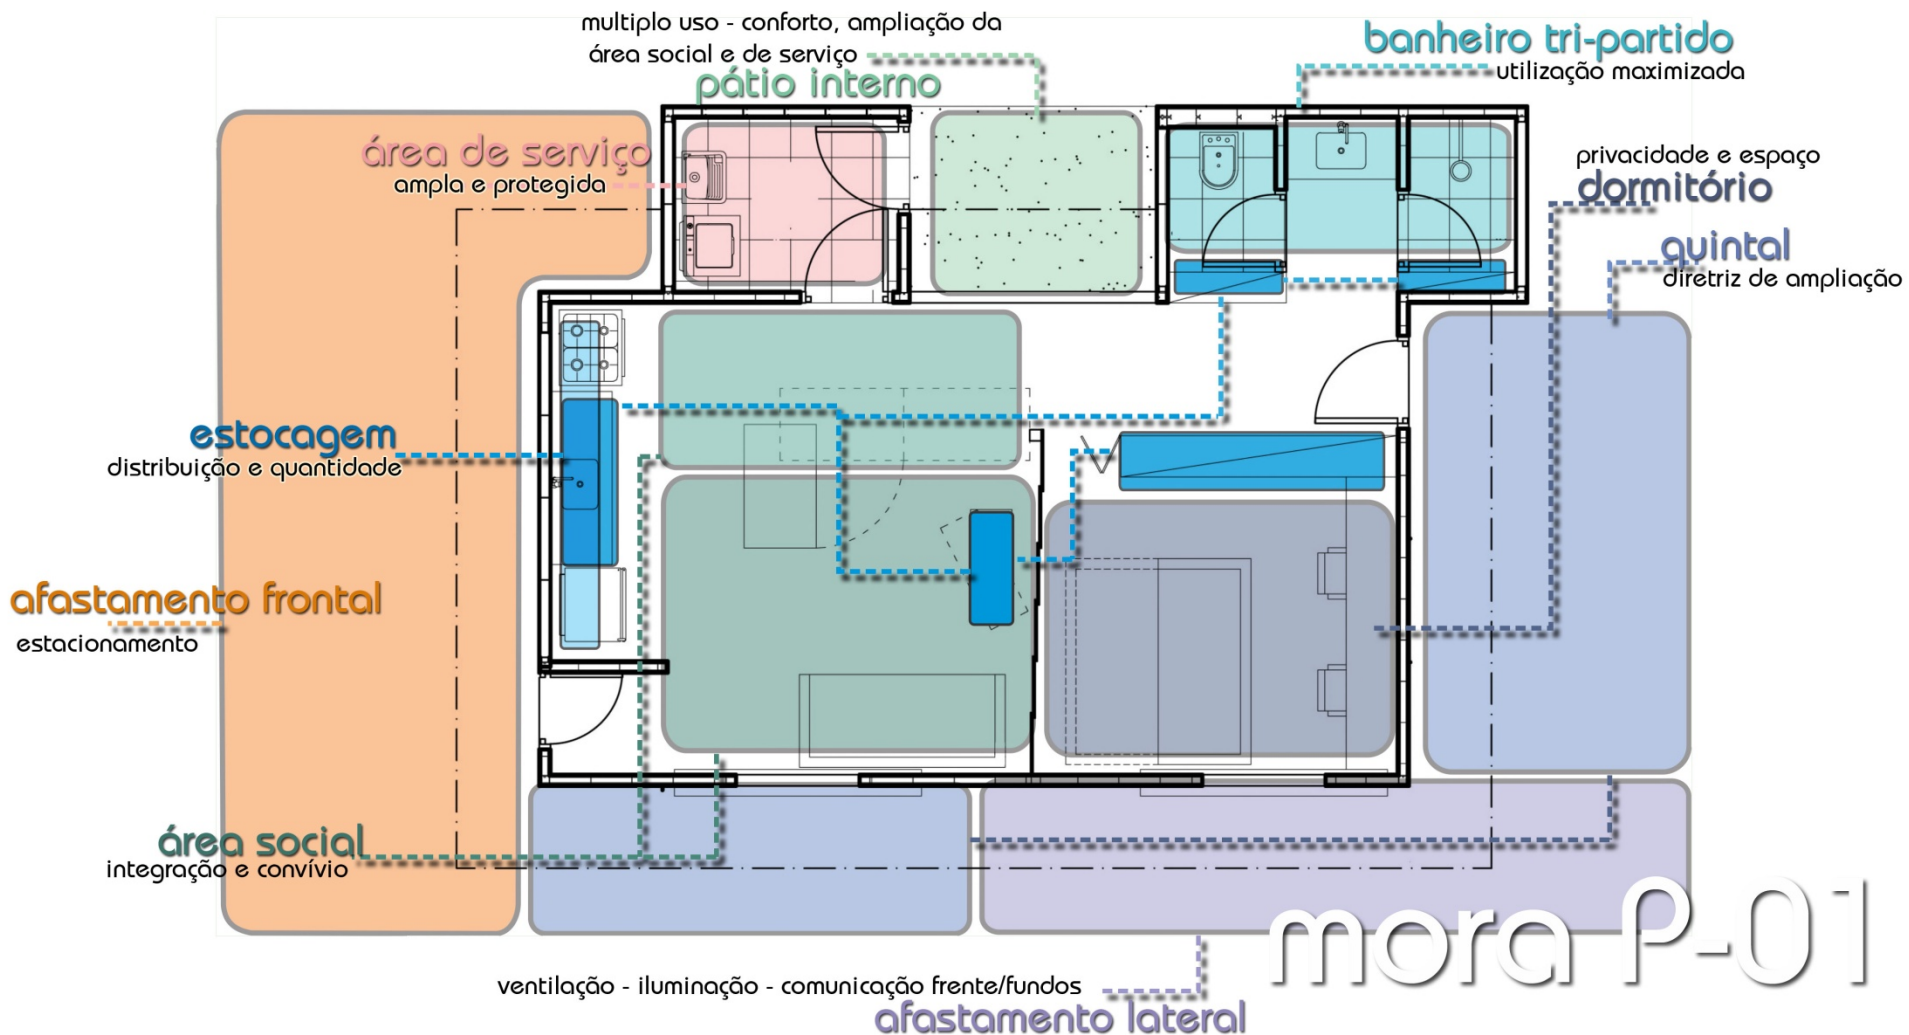 multiplo uso - conforto, ampliação da
área social e de serviço
pátio interno
banheiro tri-partido
utilização maximizada
área de serviço
ampla e protegida
privacidade e espaço
dormitório
quintal
diretriz de ampliação
estocagem
distribuição e quantidade
afastamento frontal
estacionamento
área social
integração e convívio
mora P-01
ventilação - iluminação - comunicação frente/fundos
afastamento lateral